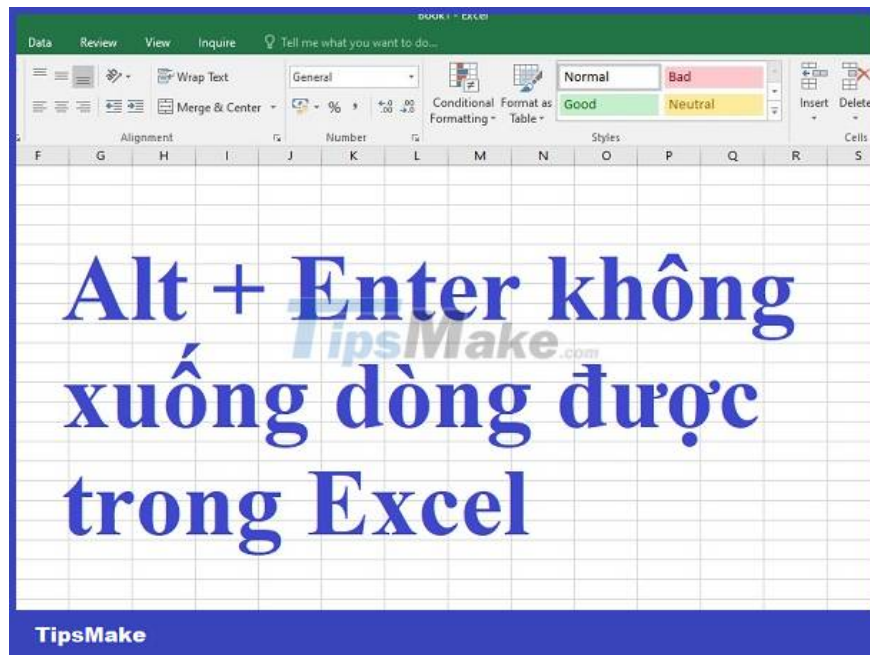 Book1 - Excel
Data Review View Inquire Tell me what you want to do...
Wrap Text General Normal Bad
Merge & Center % Conditional Formatting Format as Table Good Neutral Insert Delete
Alignment Number Styles Cells
F G H I J K L M N O P Q R S
Alt + Enter không
TipsMake.com
xuống dòng được
trong Excel
TipsMake